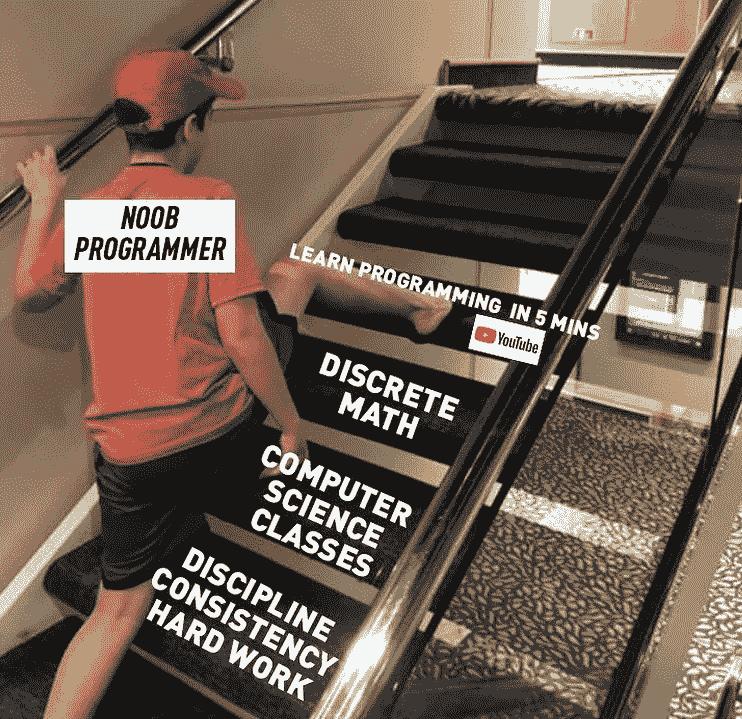 NOOB
PROGRAMMER
LEARN PROGRAMMING IN 5 MINS
YouTube
DISCRETE
MATH
COMPUTER
SCIENCE
CLASSES
DISCIPLINE
CONSISTENCY
HARD WORK